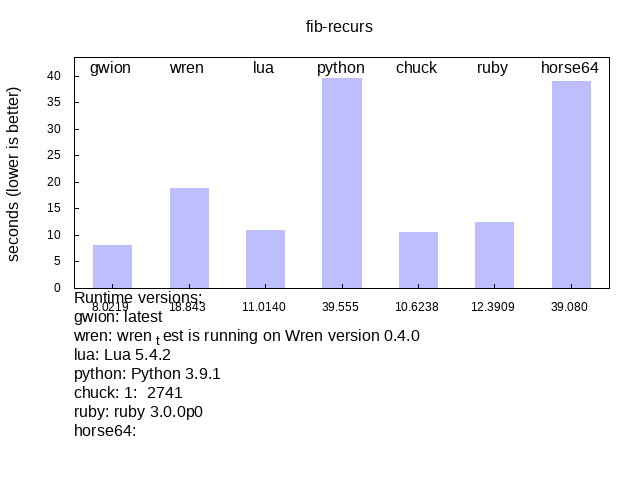 fib-recurs
gwion wren lua python chuck ruby horse64
seconds (lower is better)
40
35
30
25
20
15
10
5
0
8.0219 18.843 11.0140 39.555 10.6238 12.3909 39.080
Runtime versions:
gwion: latest
wren: wren test is running on Wren version 0.4.0
lua: Lua 5.4.2
python: Python 3.9.1
chuck: 1: 2741
ruby: ruby 3.0.0p0
horse64: